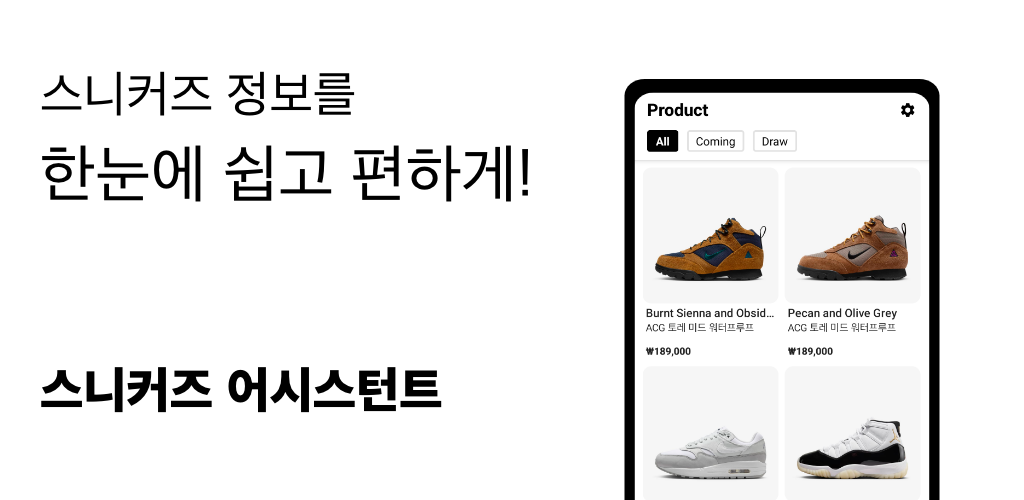 스니커즈 정보를
한눈에 쉽고 편하게!
스니커즈 어시스턴트
Product
All Coming Draw
Burnt Sienna and Obsid...
ACG 토레 미드 워터프루프
₩189,000
Pecan and Olive Grey
ACG 토레 미드 워터프루프
₩189,000